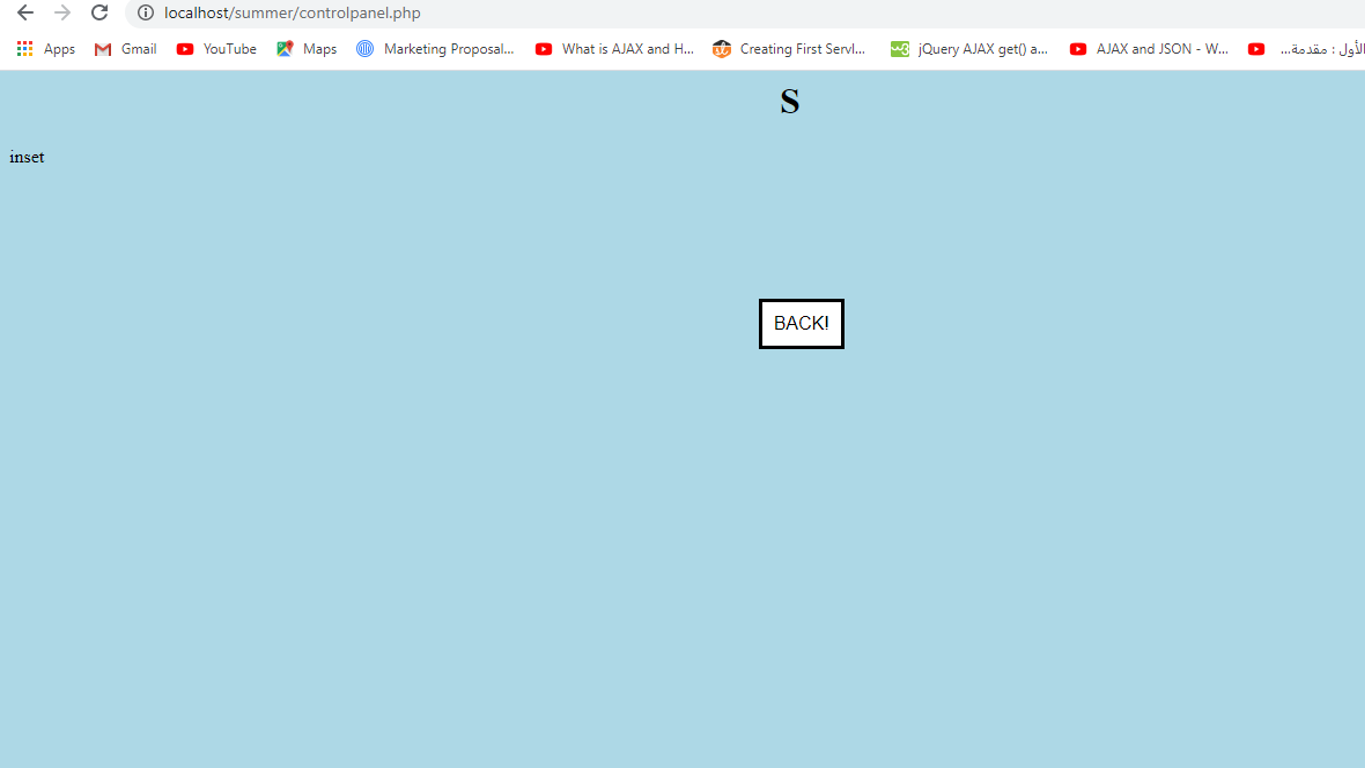 localhost/summer/controlpanel.php
Apps Gmail YouTube Maps Marketing Proposal... What is AJAX and H... Creating First Servl... jQuery AJAX get() a... AJAX and JSON - W... الأول : مقدمة...
S
inset
BACK!